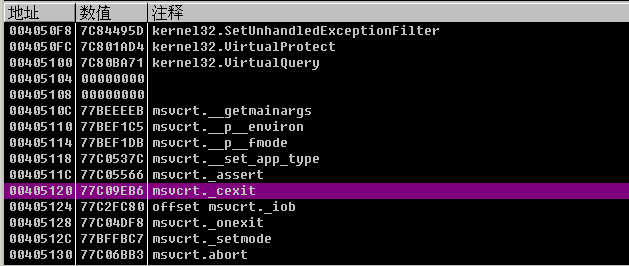 地址 数值 注释
004050F8 7C84495D kernel32.SetUnhandledExceptionFilter
004050FC 7C801AD4 kernel32.VirtualProtect
00405100 7C80BA71 kernel32.VirtualQuery
00405104 00000000
00405108 00000000
0040510C 77BEEEEB msvcrt.__getmainargs
00405110 77BEF1C5 msvcrt.__p__environ
00405114 77BEF1DB msvcrt.__p__fmode
00405118 77C0537C msvcrt.__set_app_type
0040511C 77C05566 msvcrt._assert
00405120 77C09EB6 msvcrt._cexit
00405124 77C2FC80 offset msvcrt._iob
00405128 77C04DF8 msvcrt._onexit
0040512C 77BFFBC7 msvcrt._setmode
00405130 77C06BB3 msvcrt.abort